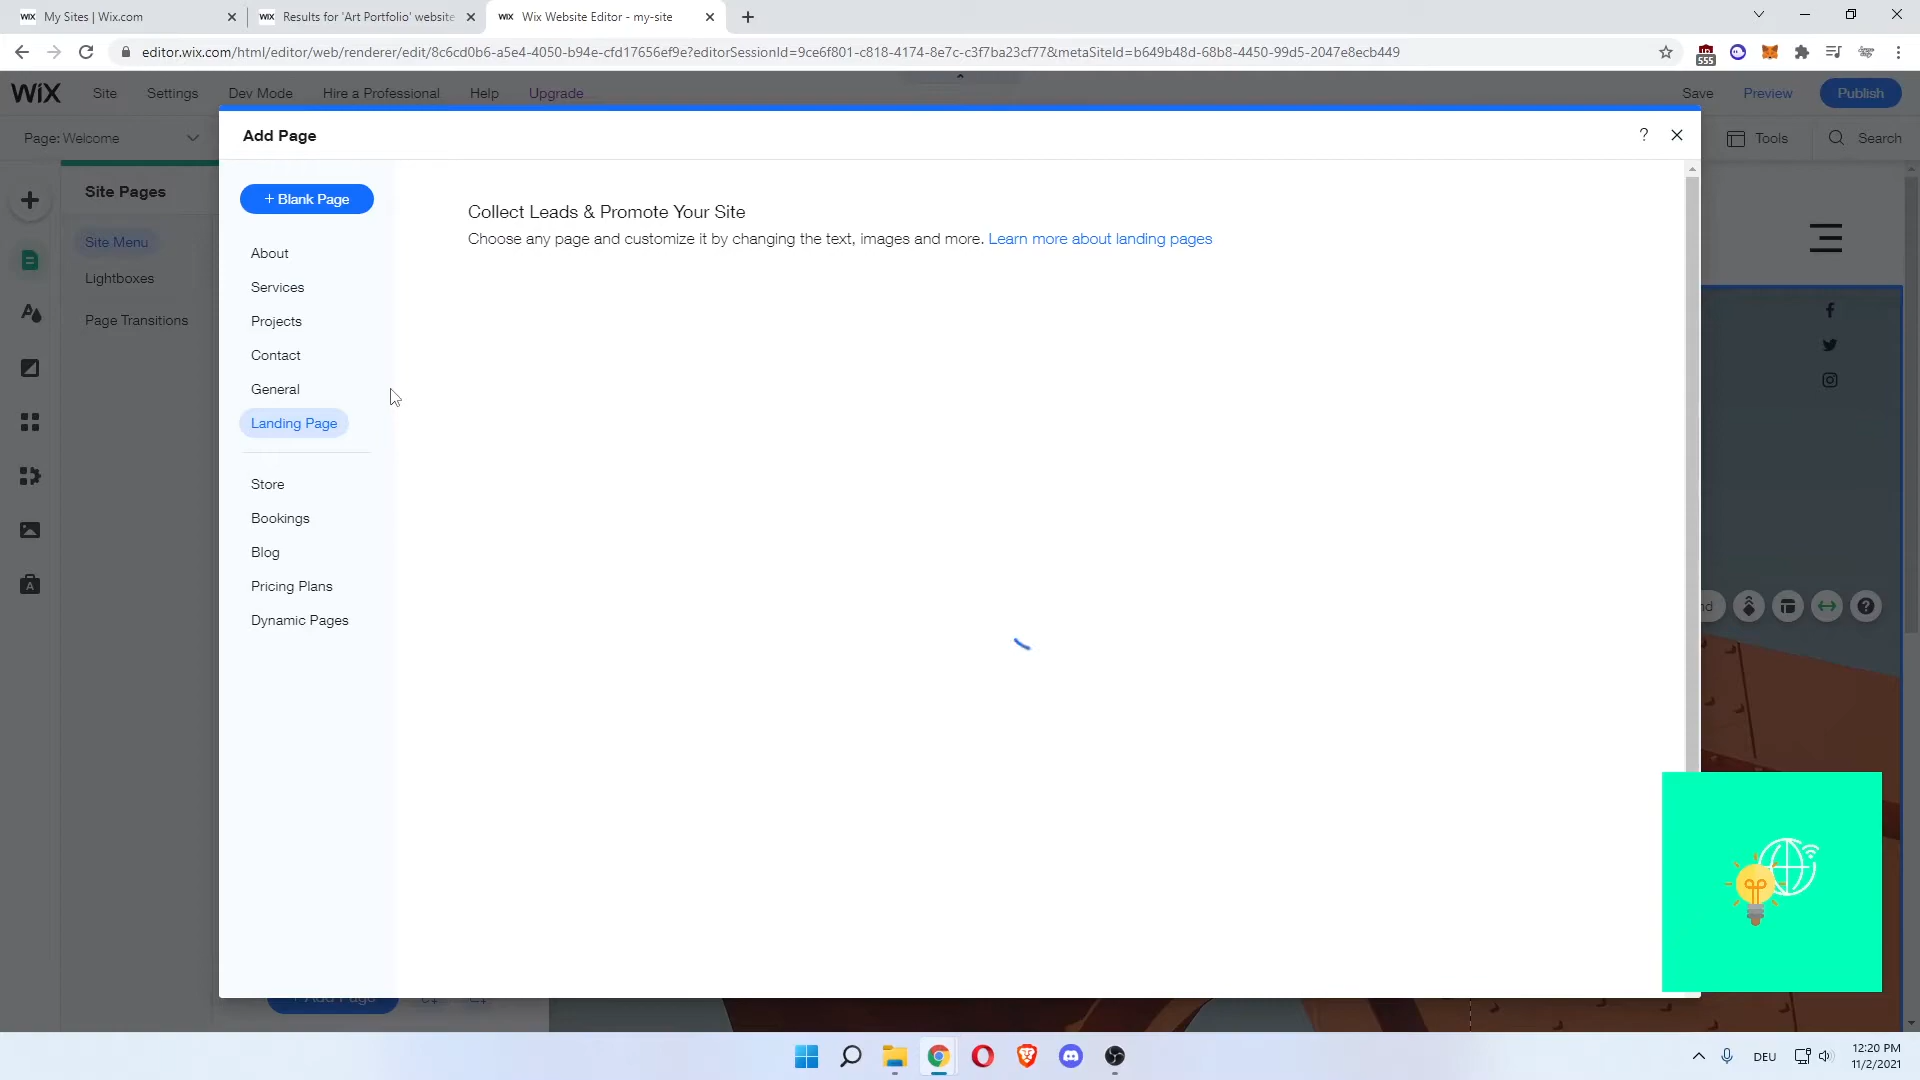 My Sites | Wix.com
Results for 'Art Portfolio' website
Wix Website Editor - my-site
editor.wix.com/html/editor/web/renderer/edit/8c6cd0b6-a5e4-4050-b94e-cfd17656ef9e?editorSessionId=9ce6f801-c818-4174-8e7c-c3f7ba23cf77&metaSiteId=b649b48d-68b8-4450-99d5-2047e8ecb449
555
WiX Site Settings Dev Mode Hire a Professional Help Upgrade Save Preview Publish
Page: Welcome
Tools
Search
Add Page
?
Site Pages
Site Menu
Lightboxes
Page Transitions
+ Blank Page
About
Services
Projects
Contact
General
Landing Page
Store
Bookings
Blog
Pricing Plans
Dynamic Pages
Collect Leads & Promote Your Site
Choose any page and customize it by changing the text, images and more. Learn more about landing pages
+ Add Page
DEU
12:20 PM
11/2/2021